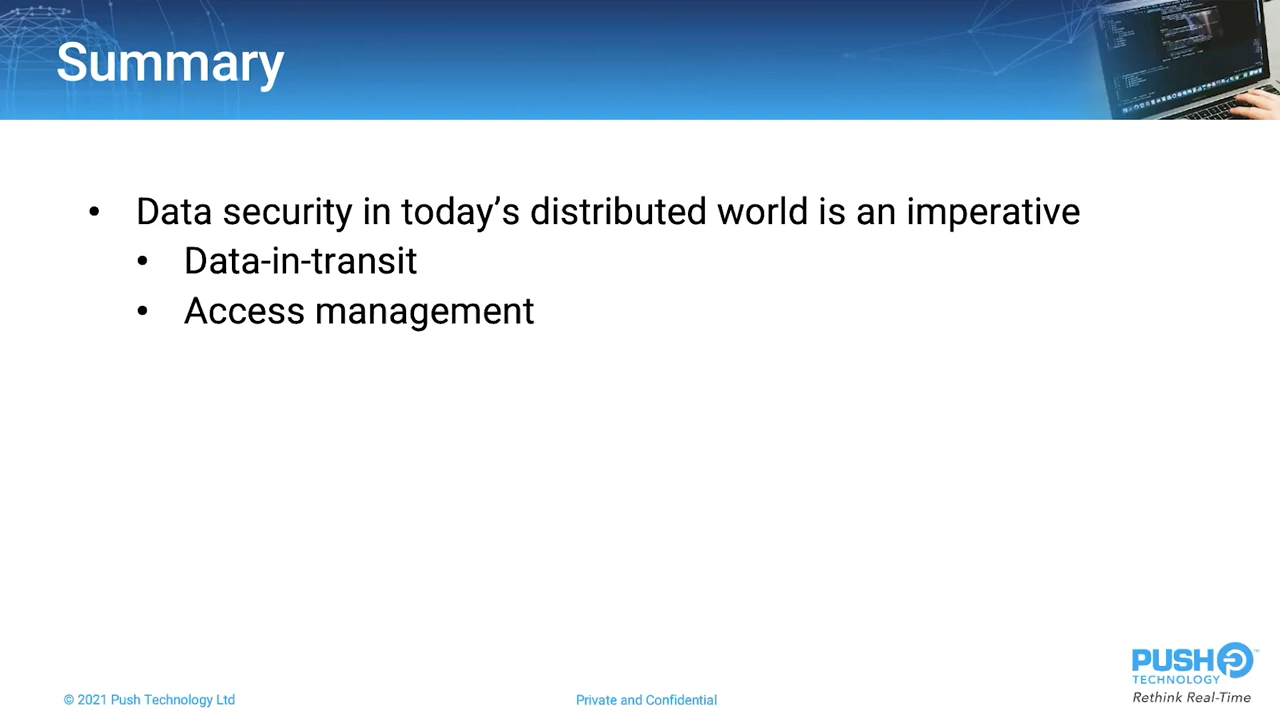 Summary
• Data security in today’s distributed world is an imperative
• Data-in-transit
• Access management
PUSH
TECHNOLOGY
Rethink Real-Time
© 2021 Push Technology Ltd
Private and Confidential